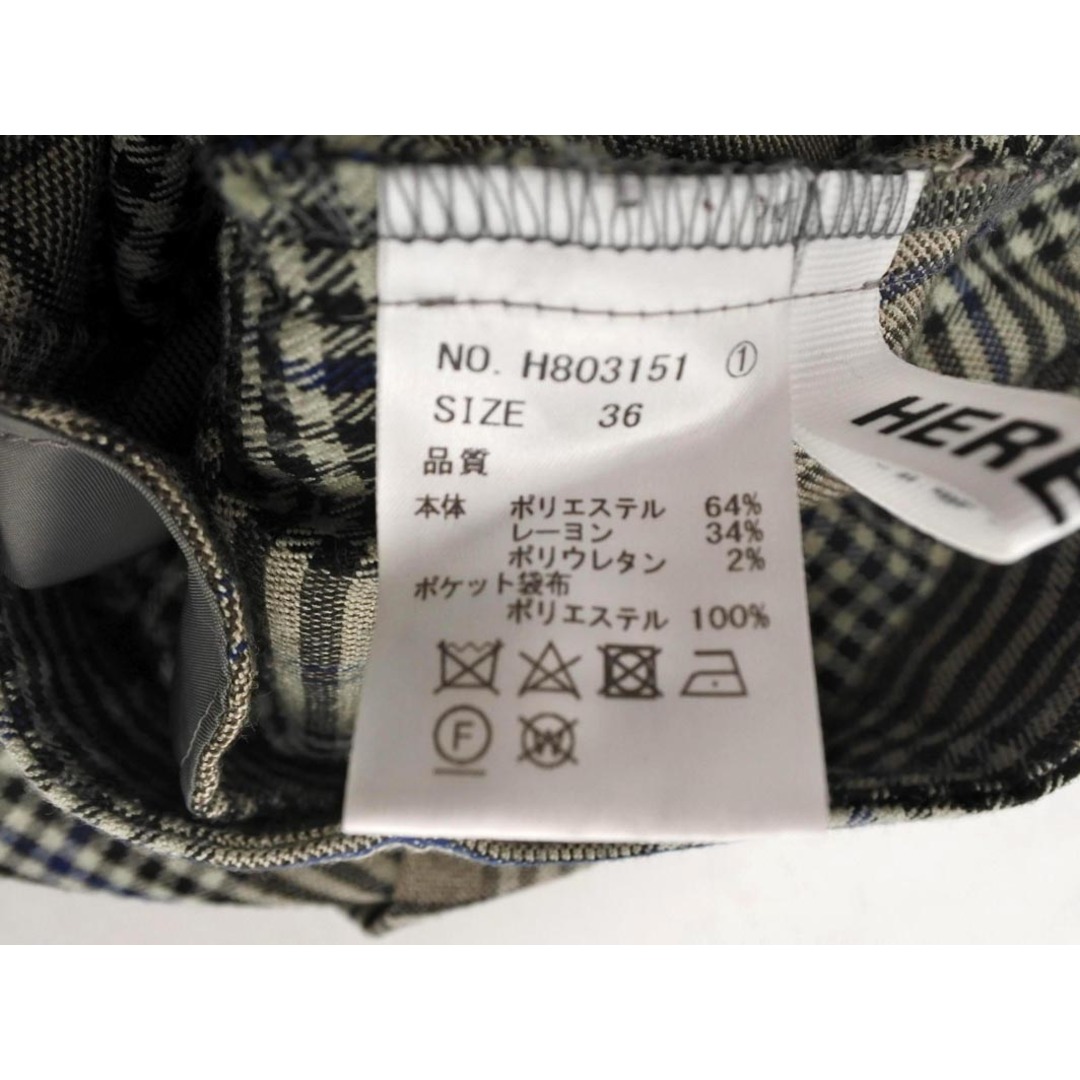 NO. H803151 ①
SIZE 36
品質
本体 ポリエステル 64%
レーヨン 34%
ポリウレタン 2%
ポケット袋布
ポリエステル 100%
F
W
HERE